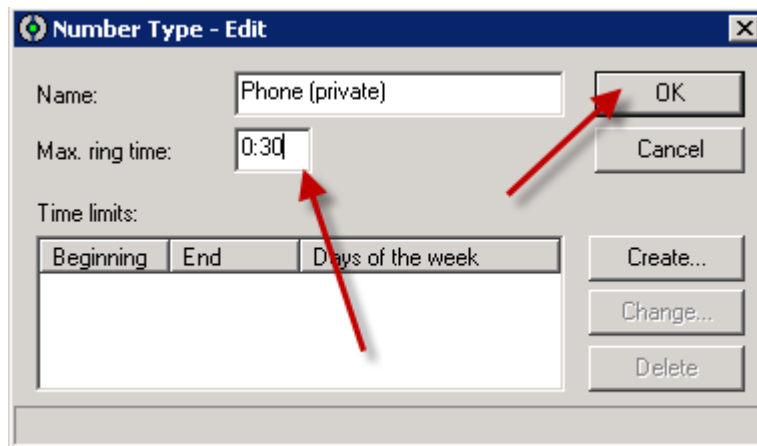 Number Type - Edit
Name: Phone (private) OK
Max. ring time: 0:30 Cancel
Time limits:
Beginning End Days of the week Create...
Change...
Delete